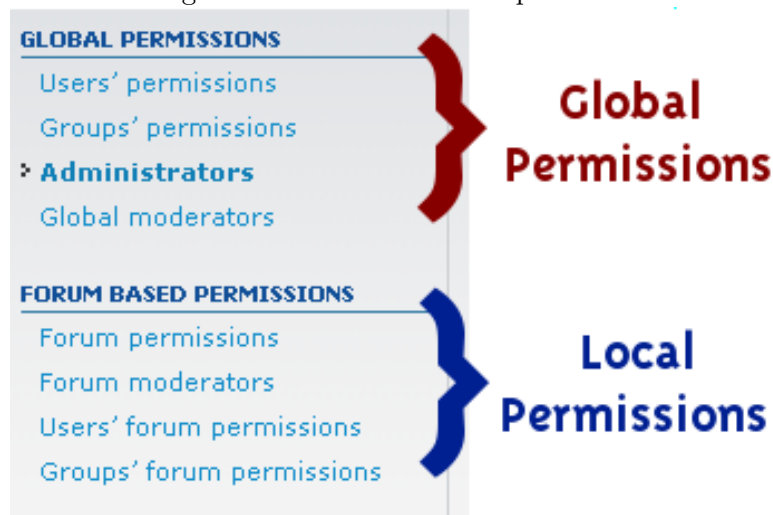 GLOBAL PERMISSIONS
Users’ permissions
Groups’ permissions
Administrators
Global moderators
Global
Permissions
FORUM BASED PERMISSIONS
Forum permissions
Forum moderators
Users’ forum permissions
Groups’ forum permissions
Local
Permissions